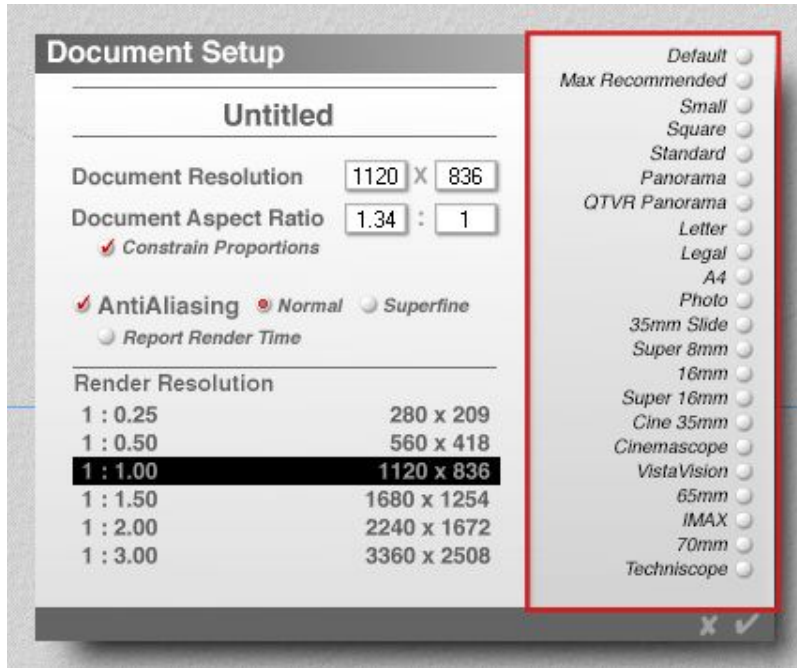 Document Setup
Untitled
Document Resolution 1120 X 836
Document Aspect Ratio 1.34 : 1
Constrain Proportions
AntiAliasing Normal Superfine
Report Render Time
Render Resolution
1 : 0.25 280 x 209
1 : 0.50 560 x 418
1 : 1.00 1120 x 836
1 : 1.50 1680 x 1254
1 : 2.00 2240 x 1672
1 : 3.00 3360 x 2508
Default
Max Recommended
Small
Square
Standard
Panorama
QTVR Panorama
Letter
Legal
A4
Photo
35mm Slide
Super 8mm
16mm
Super 16mm
Cine 35mm
Cinemascope
VistaVision
65mm
IMAX
70mm
Techniscope